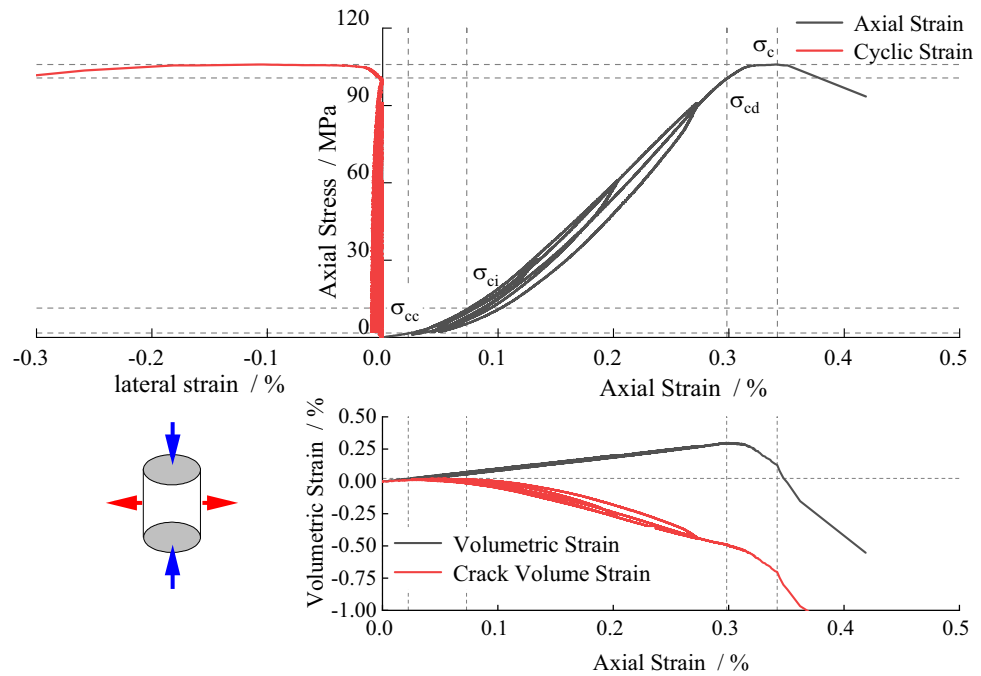 120
90
60
30
0
Axial Stress / MPa
Axial Strain
Cyclic Strain
σc
σcd
σci
σcc
-0.3
-0.2
-0.1
0.0
0.1
0.2
0.3
0.4
0.5
lateral strain / %
Axial Strain / %
0.50
0.25
0.00
-0.25
-0.50
-0.75
-1.00
Volumetric Strain / %
Volumetric Strain
Crack Volume Strain
0.0
0.1
0.2
0.3
0.4
0.5
Axial Strain / %